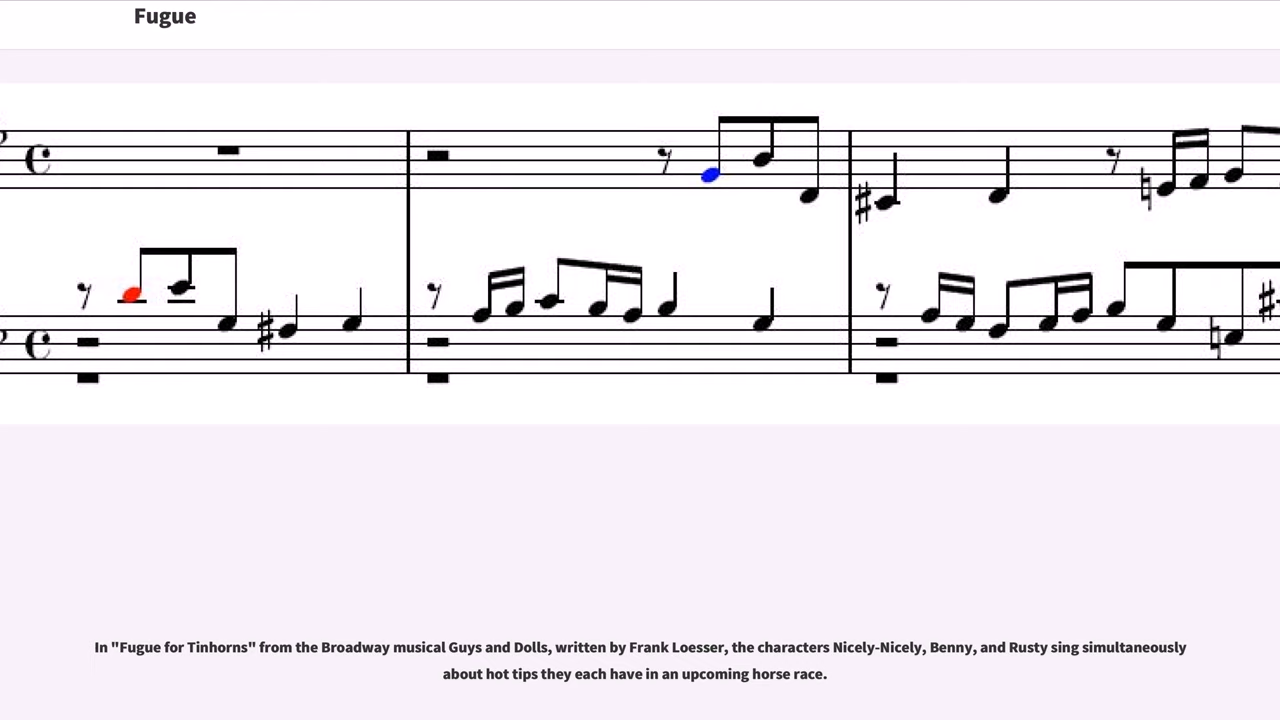 Fugue
In "Fugue for Tinhorns" from the Broadway musical Guys and Dolls, written by Frank Loesser, the characters Nicely-Nicely, Benny, and Rusty sing simultaneously
about hot tips they each have in an upcoming horse race.